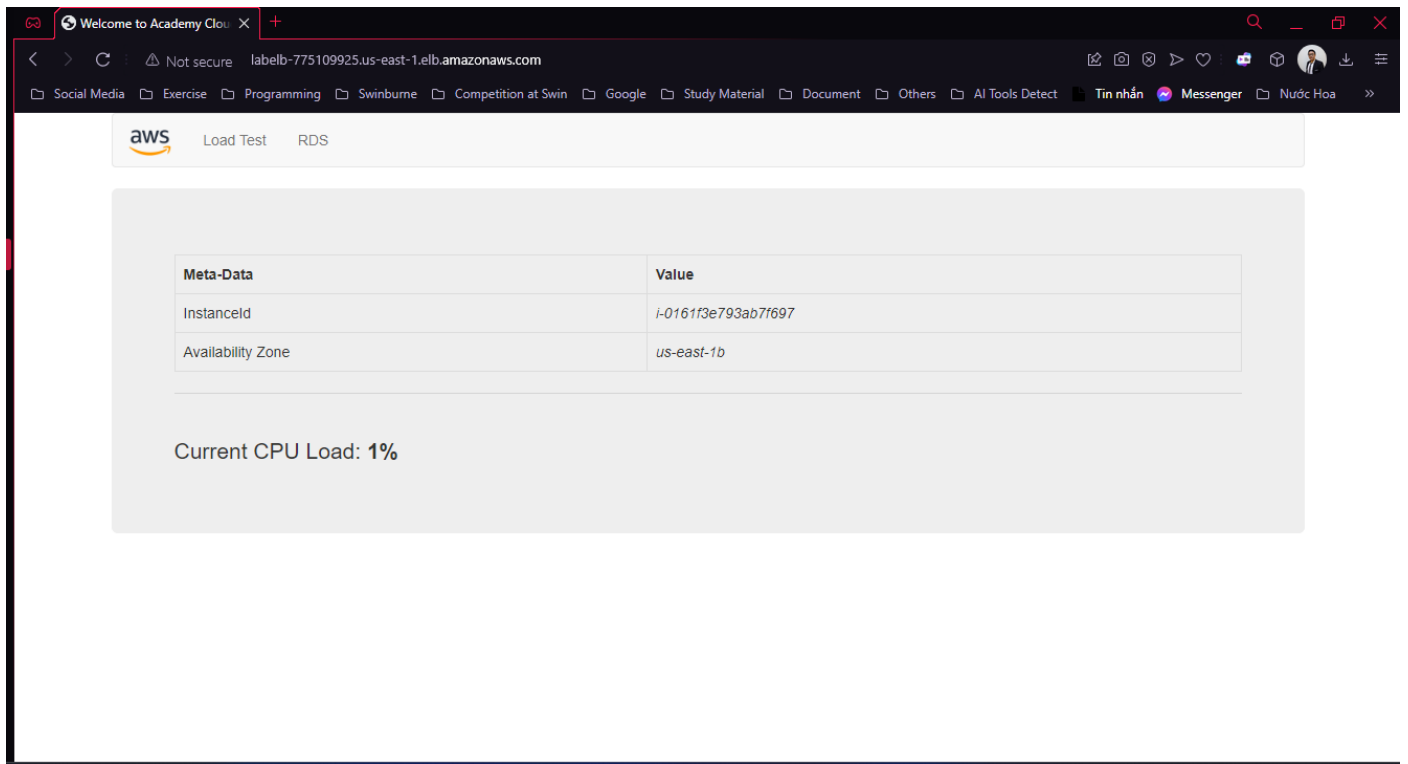 Welcome to Academy Clou
Not secure labelb-775109925.us-east-1.elb.amazonaws.com
Social Media Exercise Programming Swinburne Competition at Swin Google Study Material Document Others AI Tools Detect Tin nhắn Messenger Nước Hoa
aws Load Test RDS
Meta-Data Value
InstanceId i-0161f3e793ab7f697
Availability Zone us-east-1b
Current CPU Load: 1%